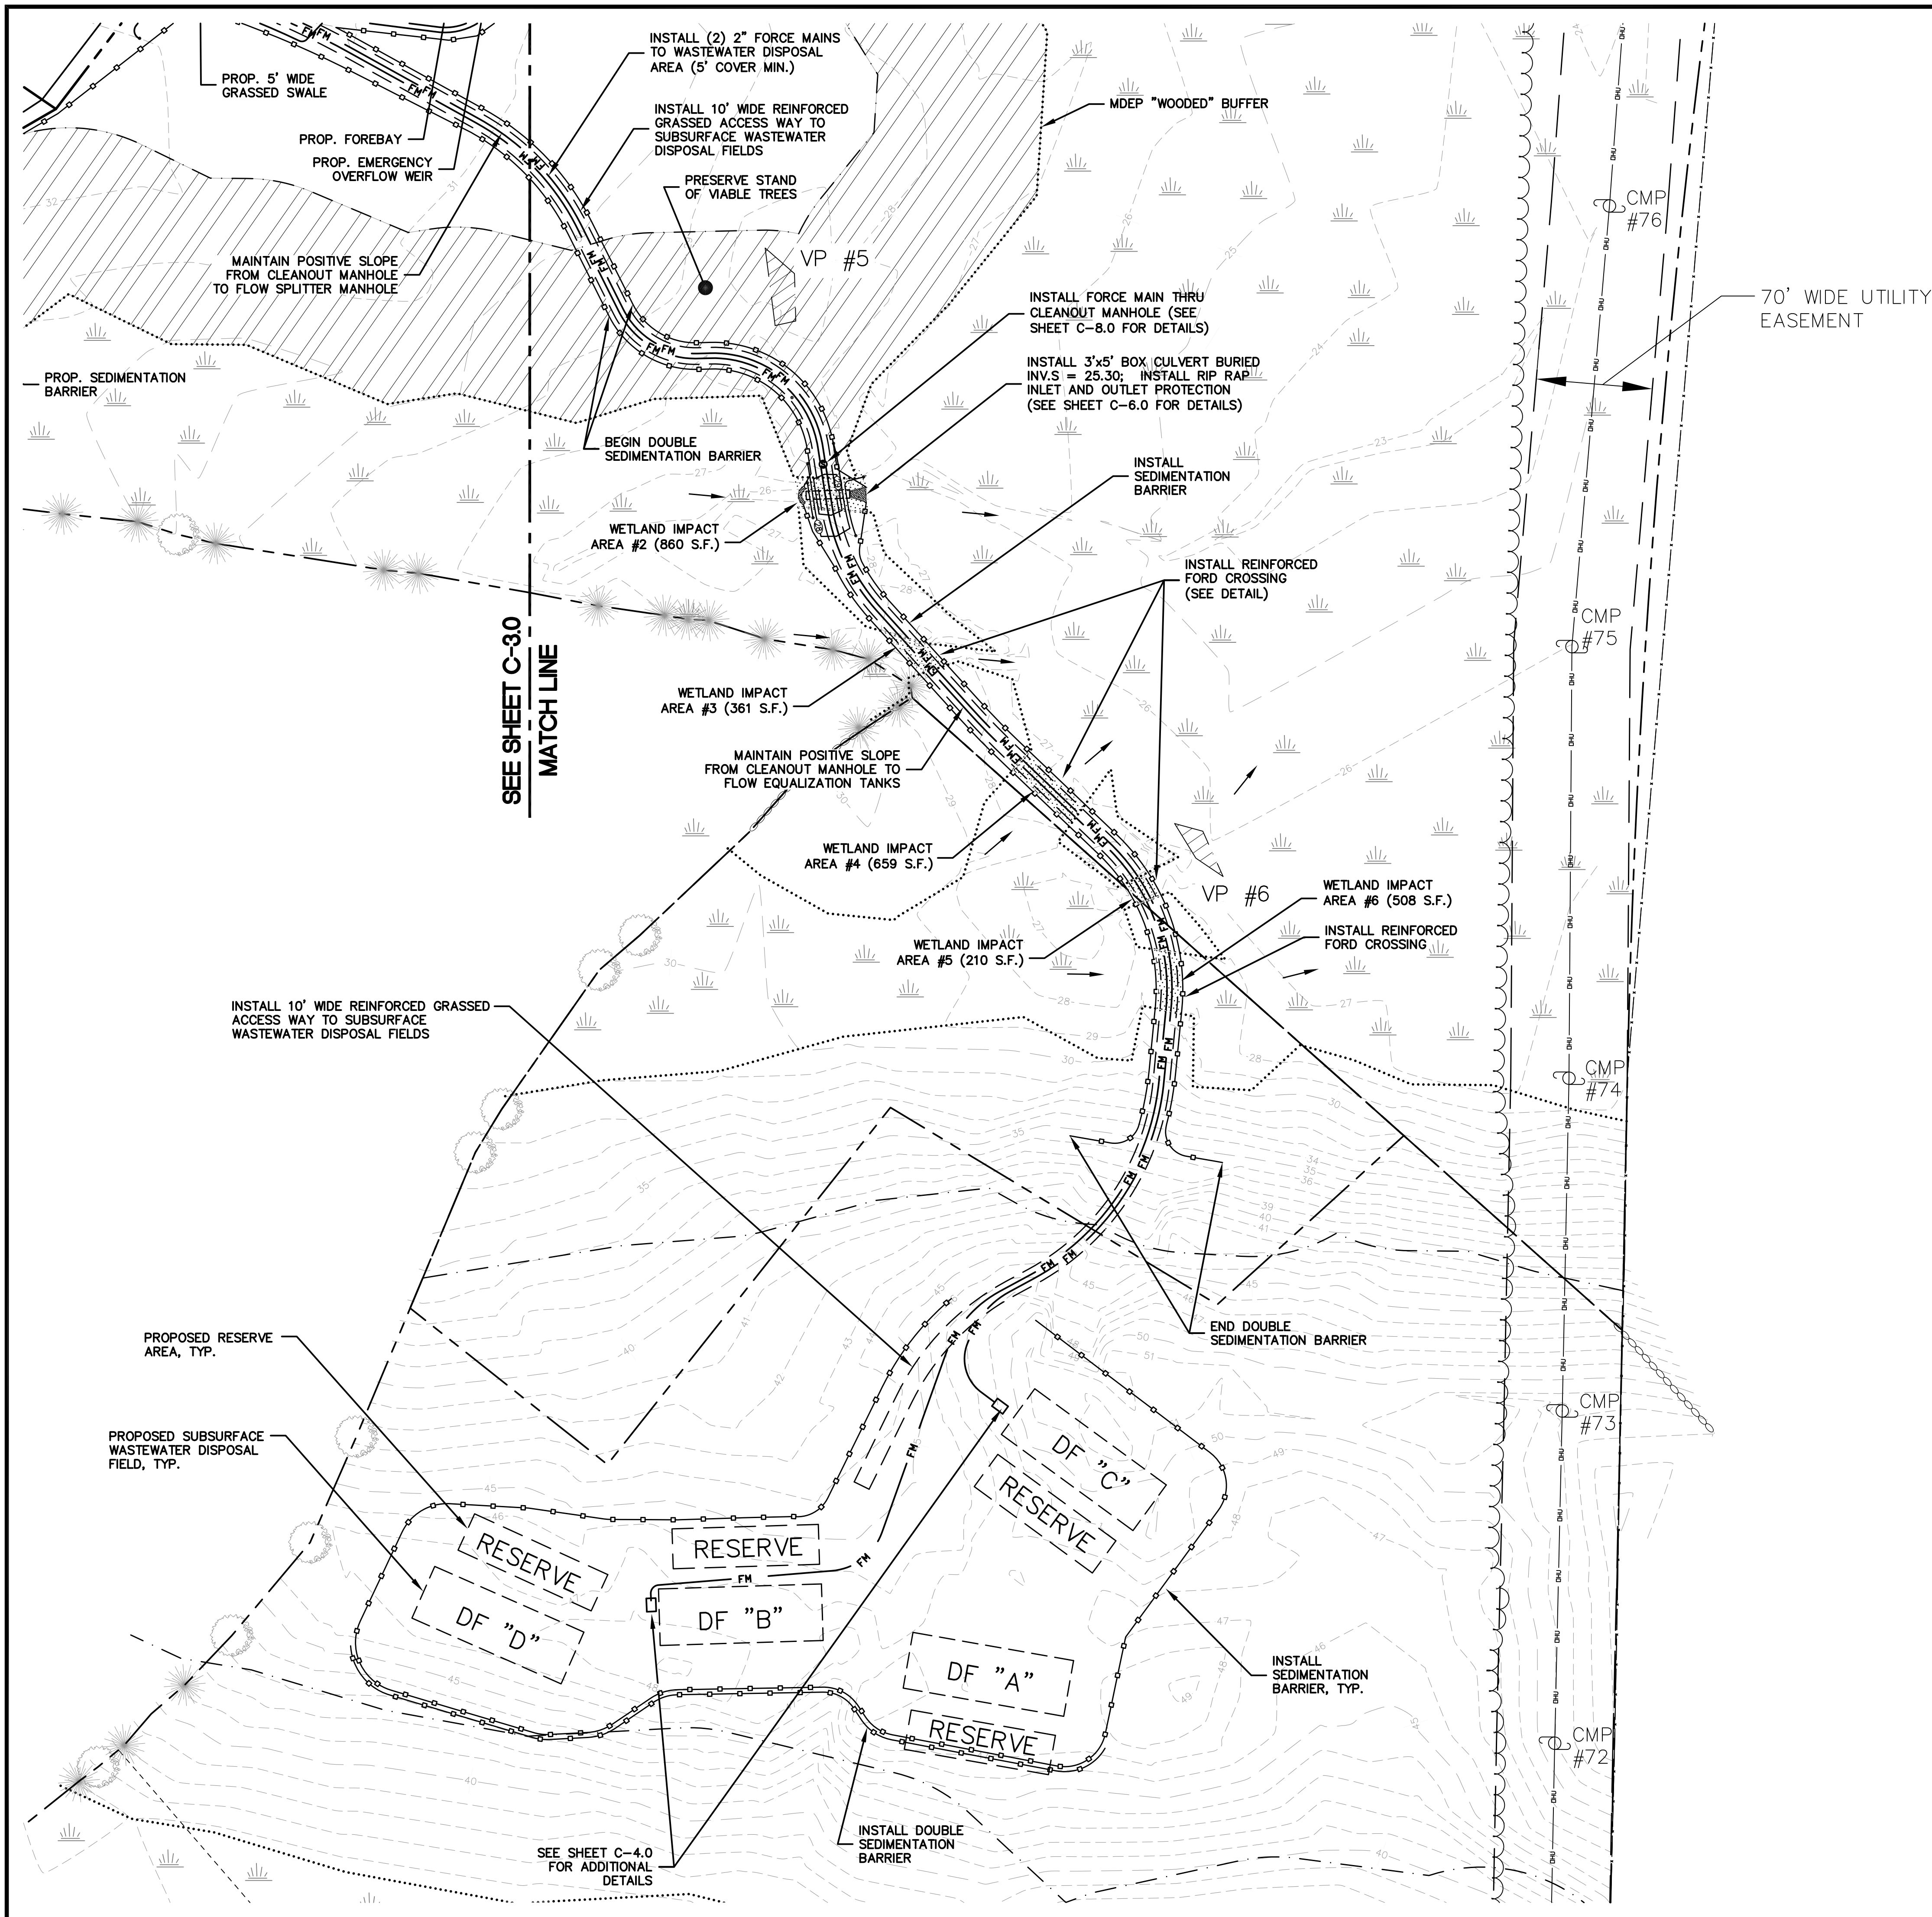 INSTALL (2) 2" FORCE MAINS
TO WASTEWATER DISPOSAL
AREA (5' COVER MIN.)
PROP. 5' WIDE
GRASSED SWALE
INSTALL 10' WIDE REINFORCED
GRASSED ACCESS WAY TO
SUBSURFACE WASTEWATER
DISPOSAL FIELDS
MDEP "WOODED" BUFFER
PROP. FOREBAY
PROP. EMERGENCY
OVERFLOW WEIR
PRESERVE STAND
OF VIABLE TREES
CMP
#76
VP #5
MAINTAIN POSITIVE SLOPE
FROM CLEANOUT MANHOLE
TO FLOW SPLITTER MANHOLE
INSTALL FORCE MAIN THRU
CLEANOUT MANHOLE (SEE
SHEET C-8.0 FOR DETAILS)
70' WIDE UTILITY
EASEMENT
INSTALL 3'x5' BOX CULVERT BURIED
INV.S = 25.30; INSTALL RIP RAP
INLET AND OUTLET PROTECTION
(SEE SHEET C-6.0 FOR DETAILS)
PROP. SEDIMENTATION
BARRIER
BEGIN DOUBLE
SEDIMENTATION BARRIER
INSTALL
SEDIMENTATION
BARRIER
WETLAND IMPACT
AREA #2 (860 S.F.)
INSTALL REINFORCED
FORD CROSSING
(SEE DETAIL)
CMP
#75
SEE SHEET C-3.0
MATCH LINE
WETLAND IMPACT
AREA #3 (361 S.F.)
MAINTAIN POSITIVE SLOPE
FROM CLEANOUT MANHOLE TO
FLOW EQUALIZATION TANKS
WETLAND IMPACT
AREA #4 (659 S.F.)
VP #6
WETLAND IMPACT
AREA #6 (508 S.F.)
INSTALL REINFORCED
FORD CROSSING
WETLAND IMPACT
AREA #5 (210 S.F.)
INSTALL 10' WIDE REINFORCED GRASSED
ACCESS WAY TO SUBSURFACE
WASTEWATER DISPOSAL FIELDS
CMP
#74
END DOUBLE
SEDIMENTATION BARRIER
PROPOSED RESERVE
AREA, TYP.
CMP
#73
PROPOSED SUBSURFACE
WASTEWATER DISPOSAL
FIELD, TYP.
DF "C"
RESERVE
RESERVE
RESERVE
DF "D"
DF "B"
DF "A"
RESERVE
INSTALL
SEDIMENTATION
BARRIER, TYP.
CMP
#72
INSTALL DOUBLE
SEDIMENTATION
BARRIER
SEE SHEET C-4.0
FOR ADDITIONAL
DETAILS